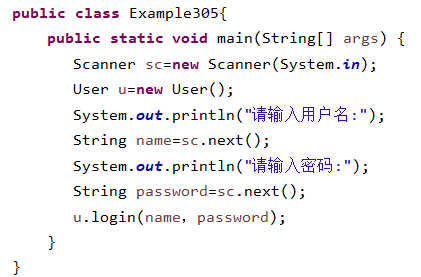 public class Example305{
public static void main(String[] args) {
Scanner sc=new Scanner(System.in);
User u=new User();
System.out.println("请输入用户名:");
String name=sc.next();
System.out.println("请输入密码:");
String password=sc.next();
u.login(name, password);
}
}